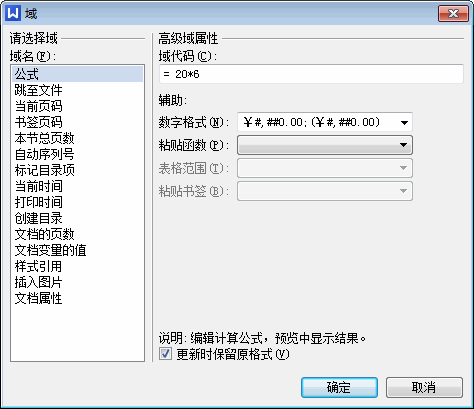 域
请选择域
域名(F):
公式
跳至文件
当前页码
书签页码
本节总页数
自动序列号
标记目录项
当前时间
打印时间
创建目录
文档的页数
文档变量的值
样式引用
插入图片
文档属性
高级域属性
域代码(C):
= 20*6
辅助:
数字格式(N): ￥#,##0.00;(￥#,##0.00)
粘贴函数(P):
表格范围(T):
粘贴书签(B):
说明: 编辑计算公式，预览中显示结果。
更新时保留原格式(V)
确定 取消